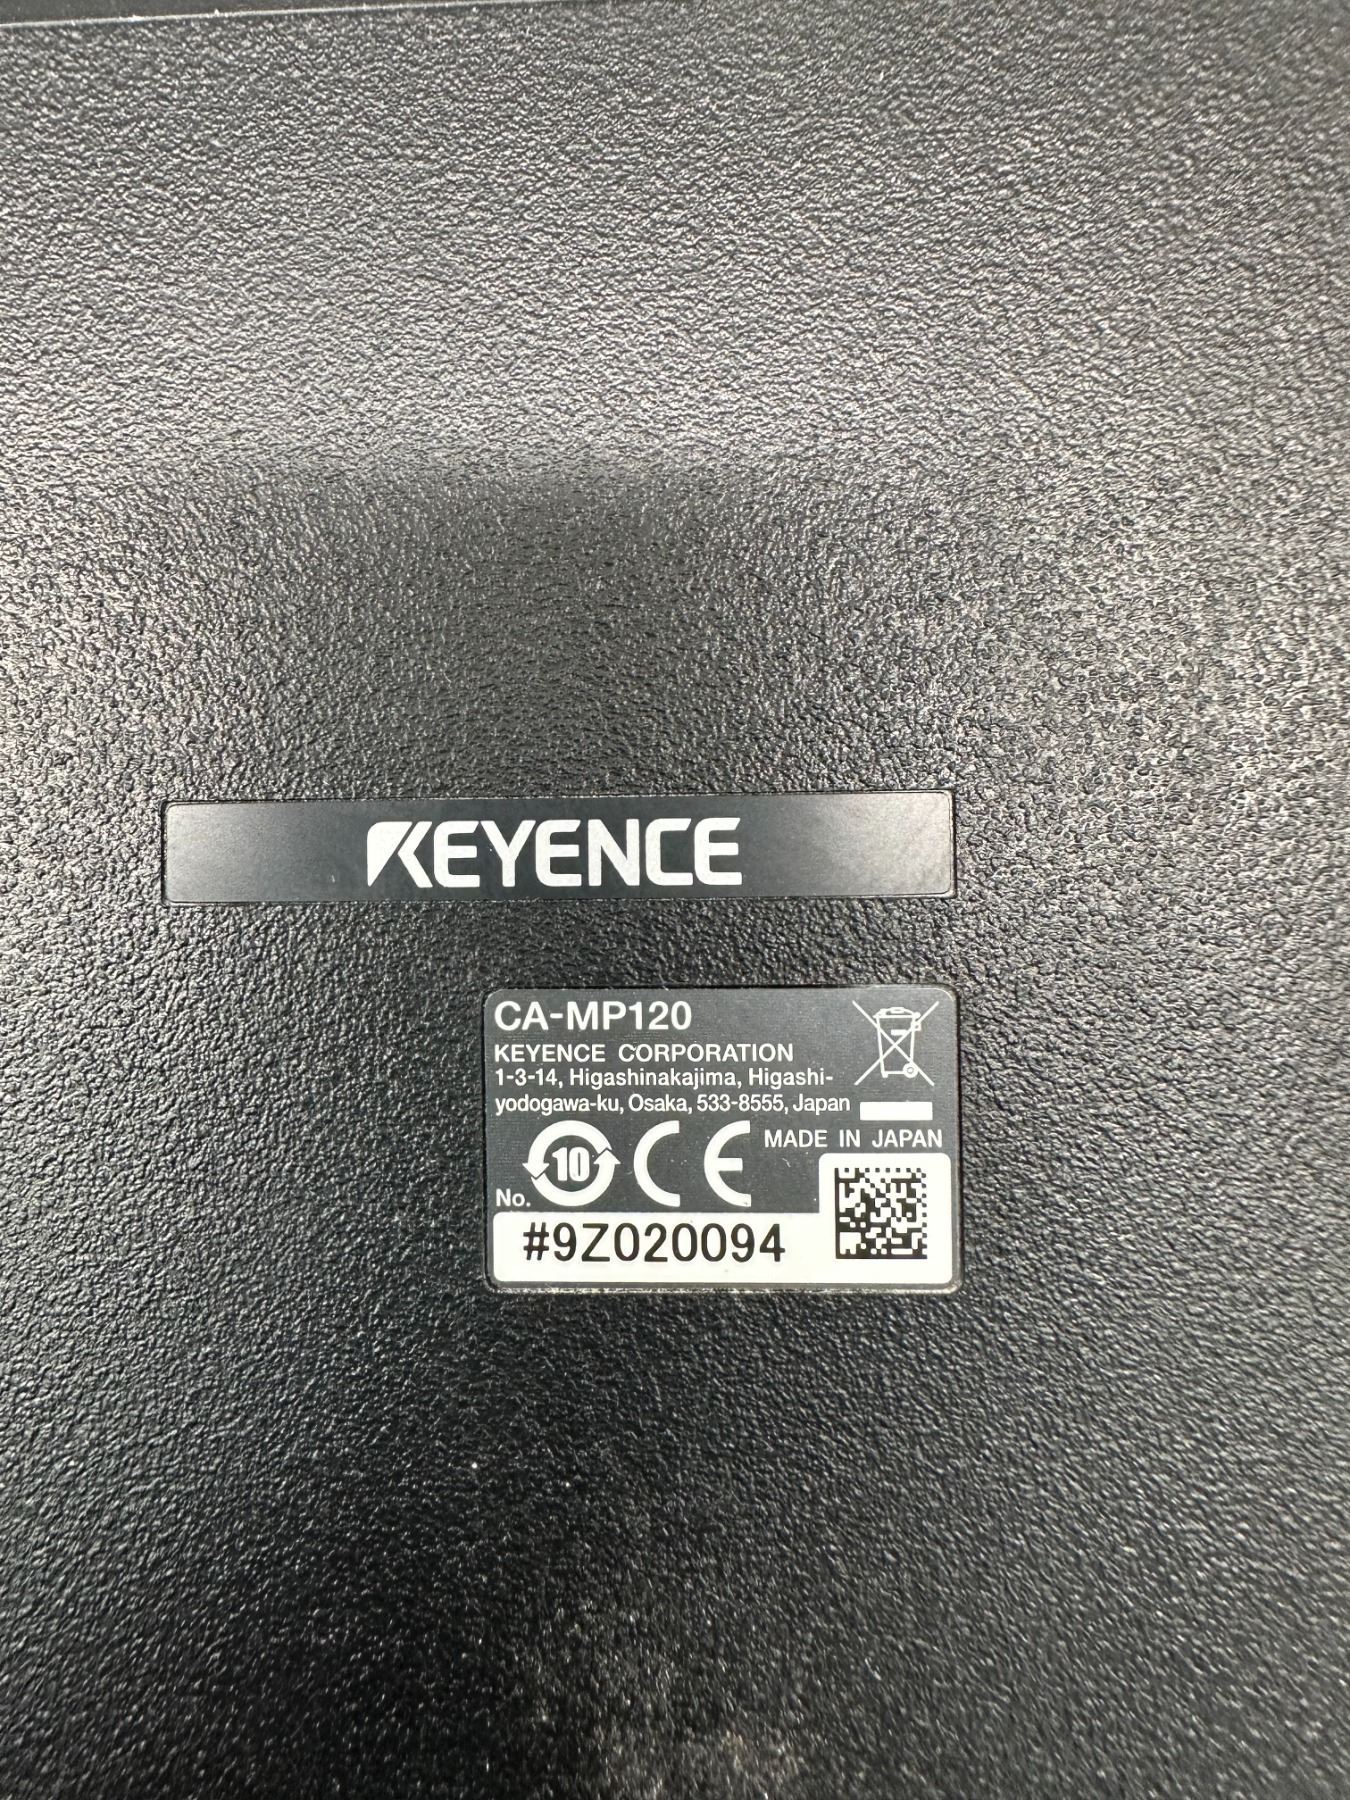 KEYENCE
CA-MP120
KEYENCE CORPORATION
1-3-14, Higashinakajima, Higashi-
yodogawa-ku, Osaka, 533-8555, Japan
MADE IN JAPAN
10
CE
No.
#9Z020094